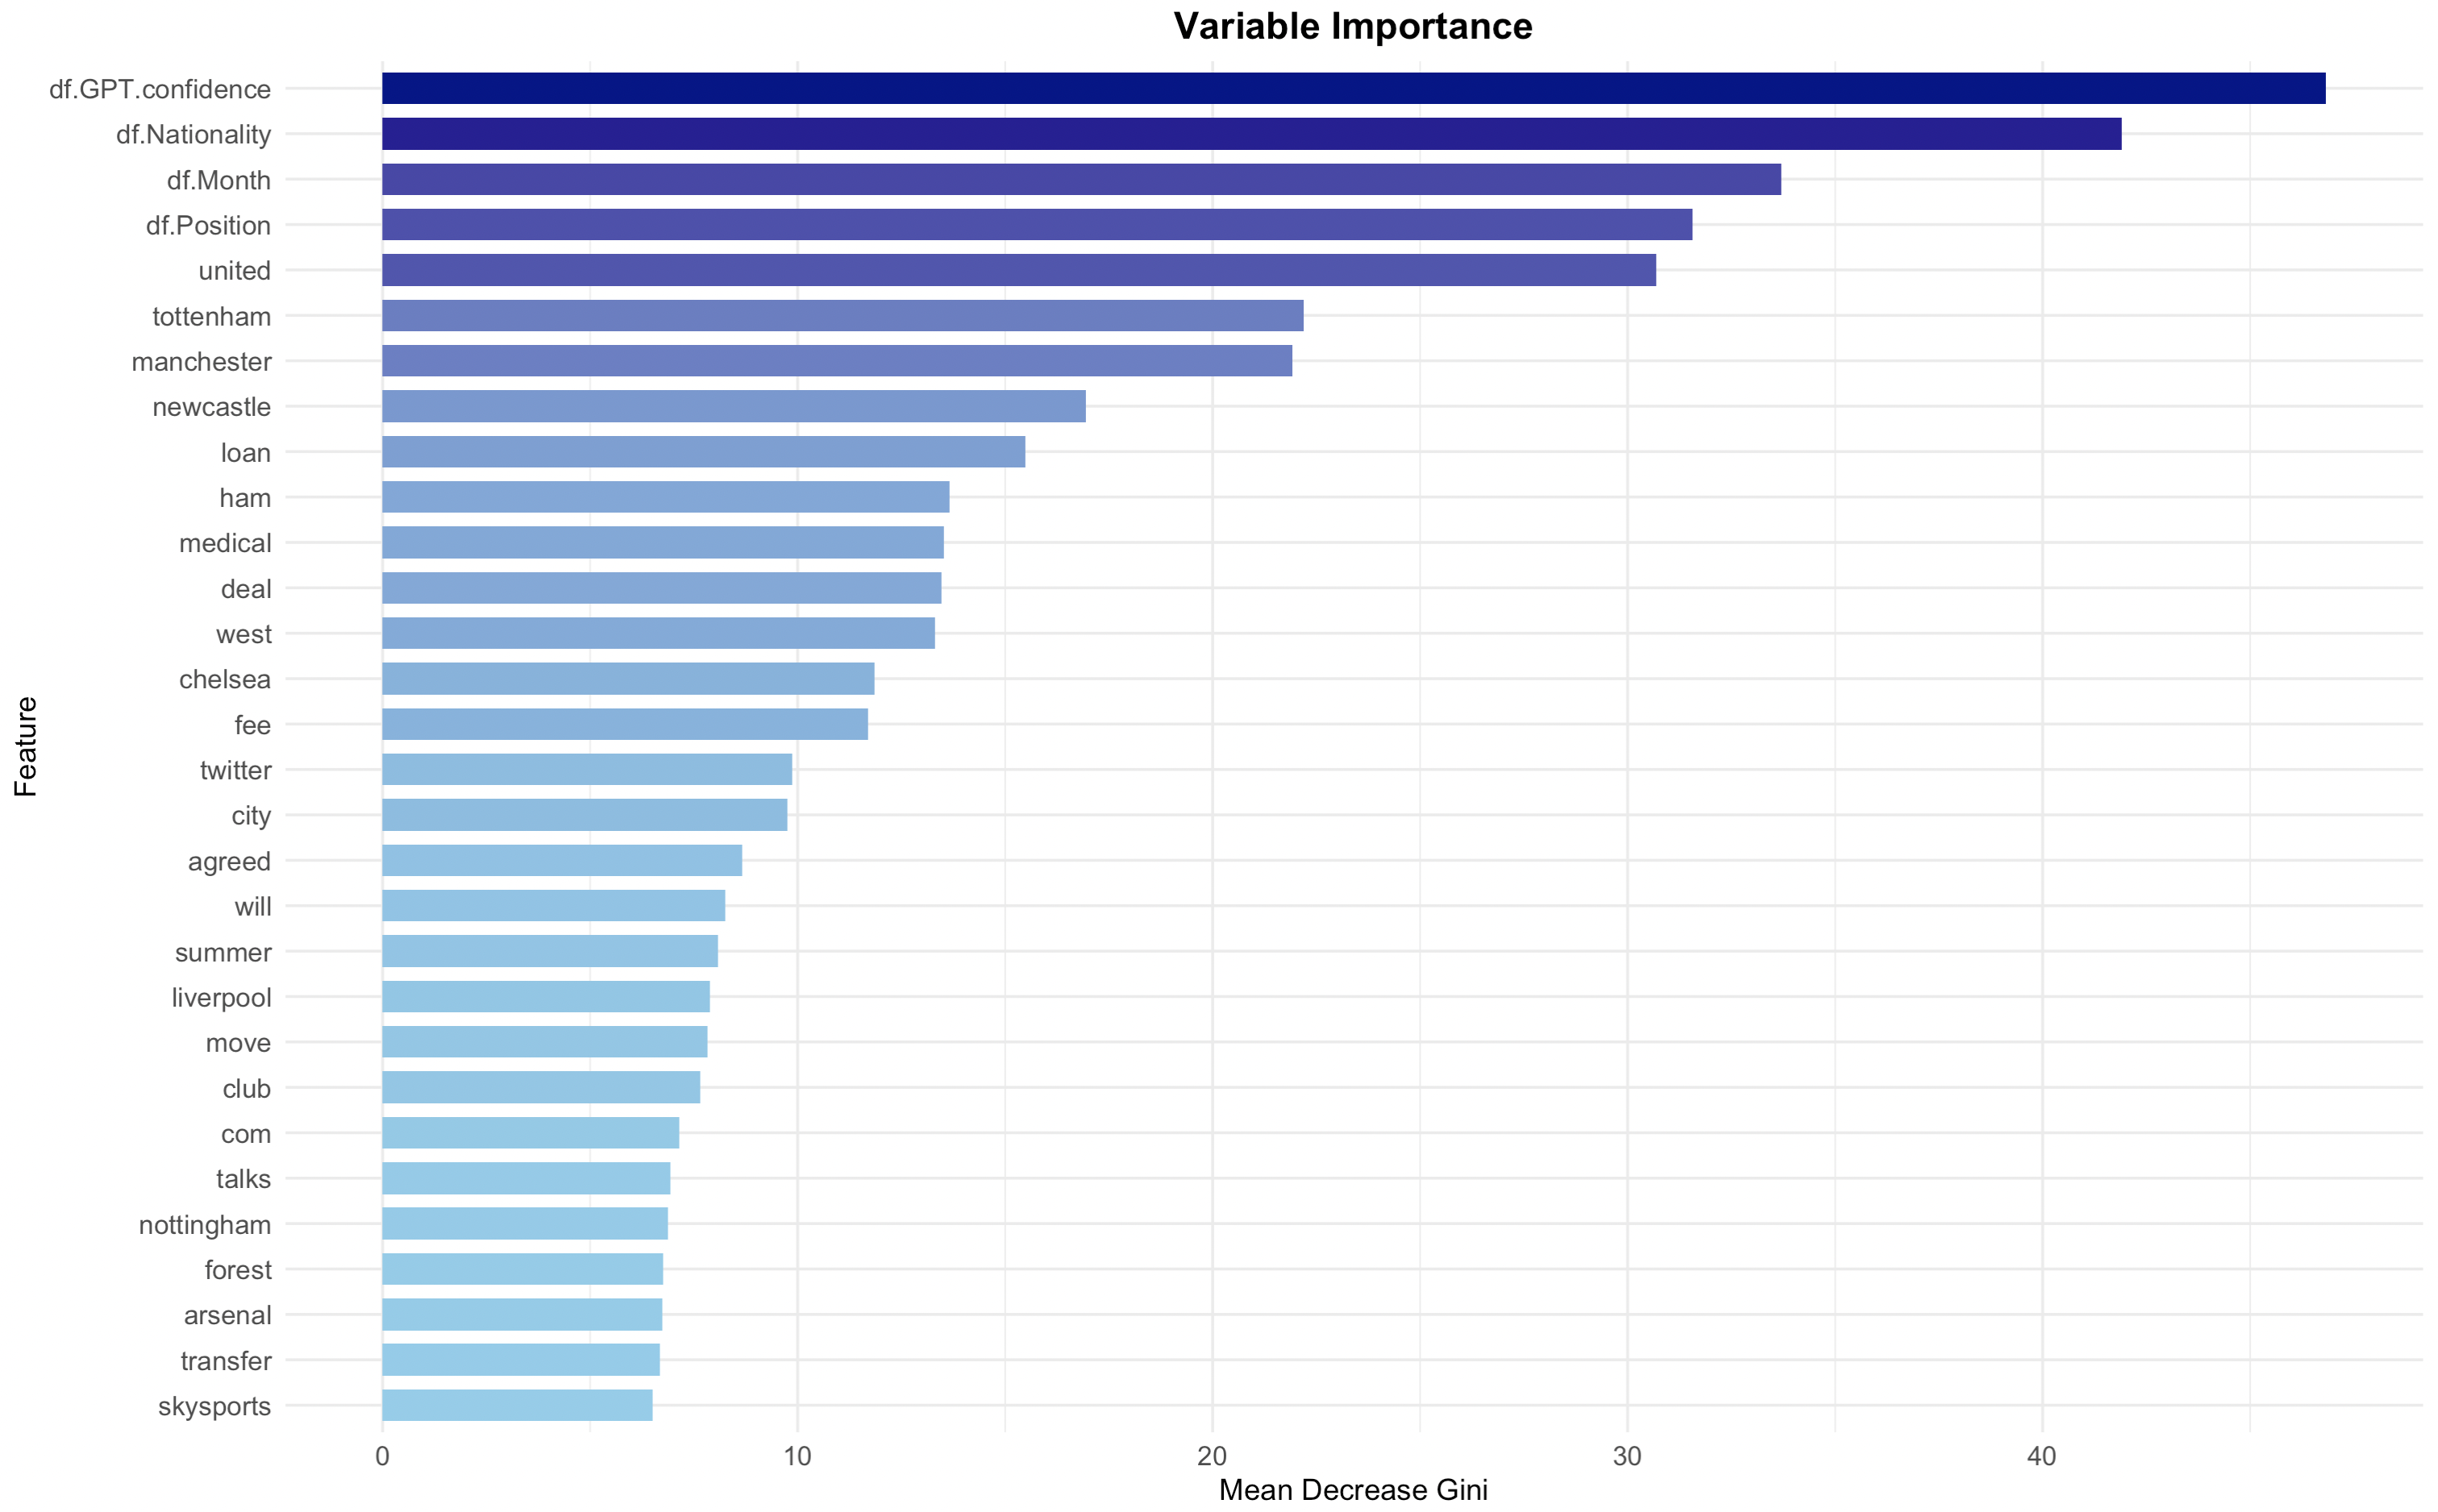 Variable Importance
df.GPT.confidence
df.Nationality
df.Month
df.Position
united
tottenham
manchester
newcastle
loan
ham
medical
deal
west
chelsea
fee
twitter
city
agreed
will
summer
liverpool
move
club
com
talks
nottingham
forest
arsenal
transfer
skysports
Feature
0 10 20 30 40
Mean Decrease Gini